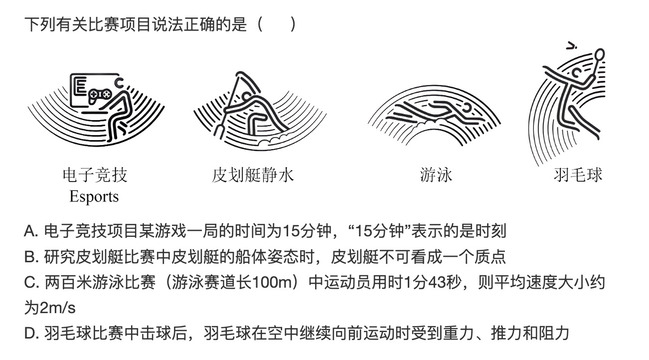 下列有关比赛项目说法正确的是（ ）
电子竞技 皮划艇静水 游泳 羽毛球
Esports
A. 电子竞技项目某游戏一局的时间为15分钟，“15分钟”表示的是时刻
B. 研究皮划艇比赛中皮划艇的船体姿态时，皮划艇不可看成一个质点
C. 两百米游泳比赛（游泳赛道长100m）中运动员用时1分43秒，则平均速度大小约
为2m/s
D. 羽毛球比赛中击球后，羽毛球在空中继续向前运动时受到重力、推力和阻力